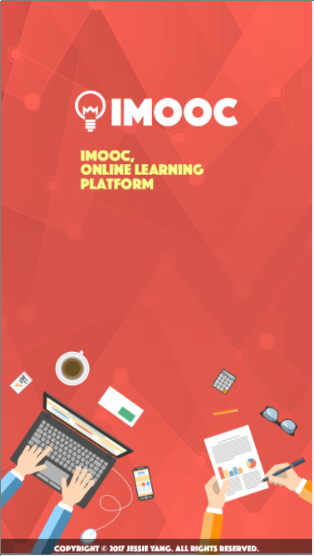 IMOOC
IMOOC,
ONLINE LEARNING
PLATFORM
COPYRIGHT © 2017 JESSIE YANG. ALL RIGHTS RESERVED.